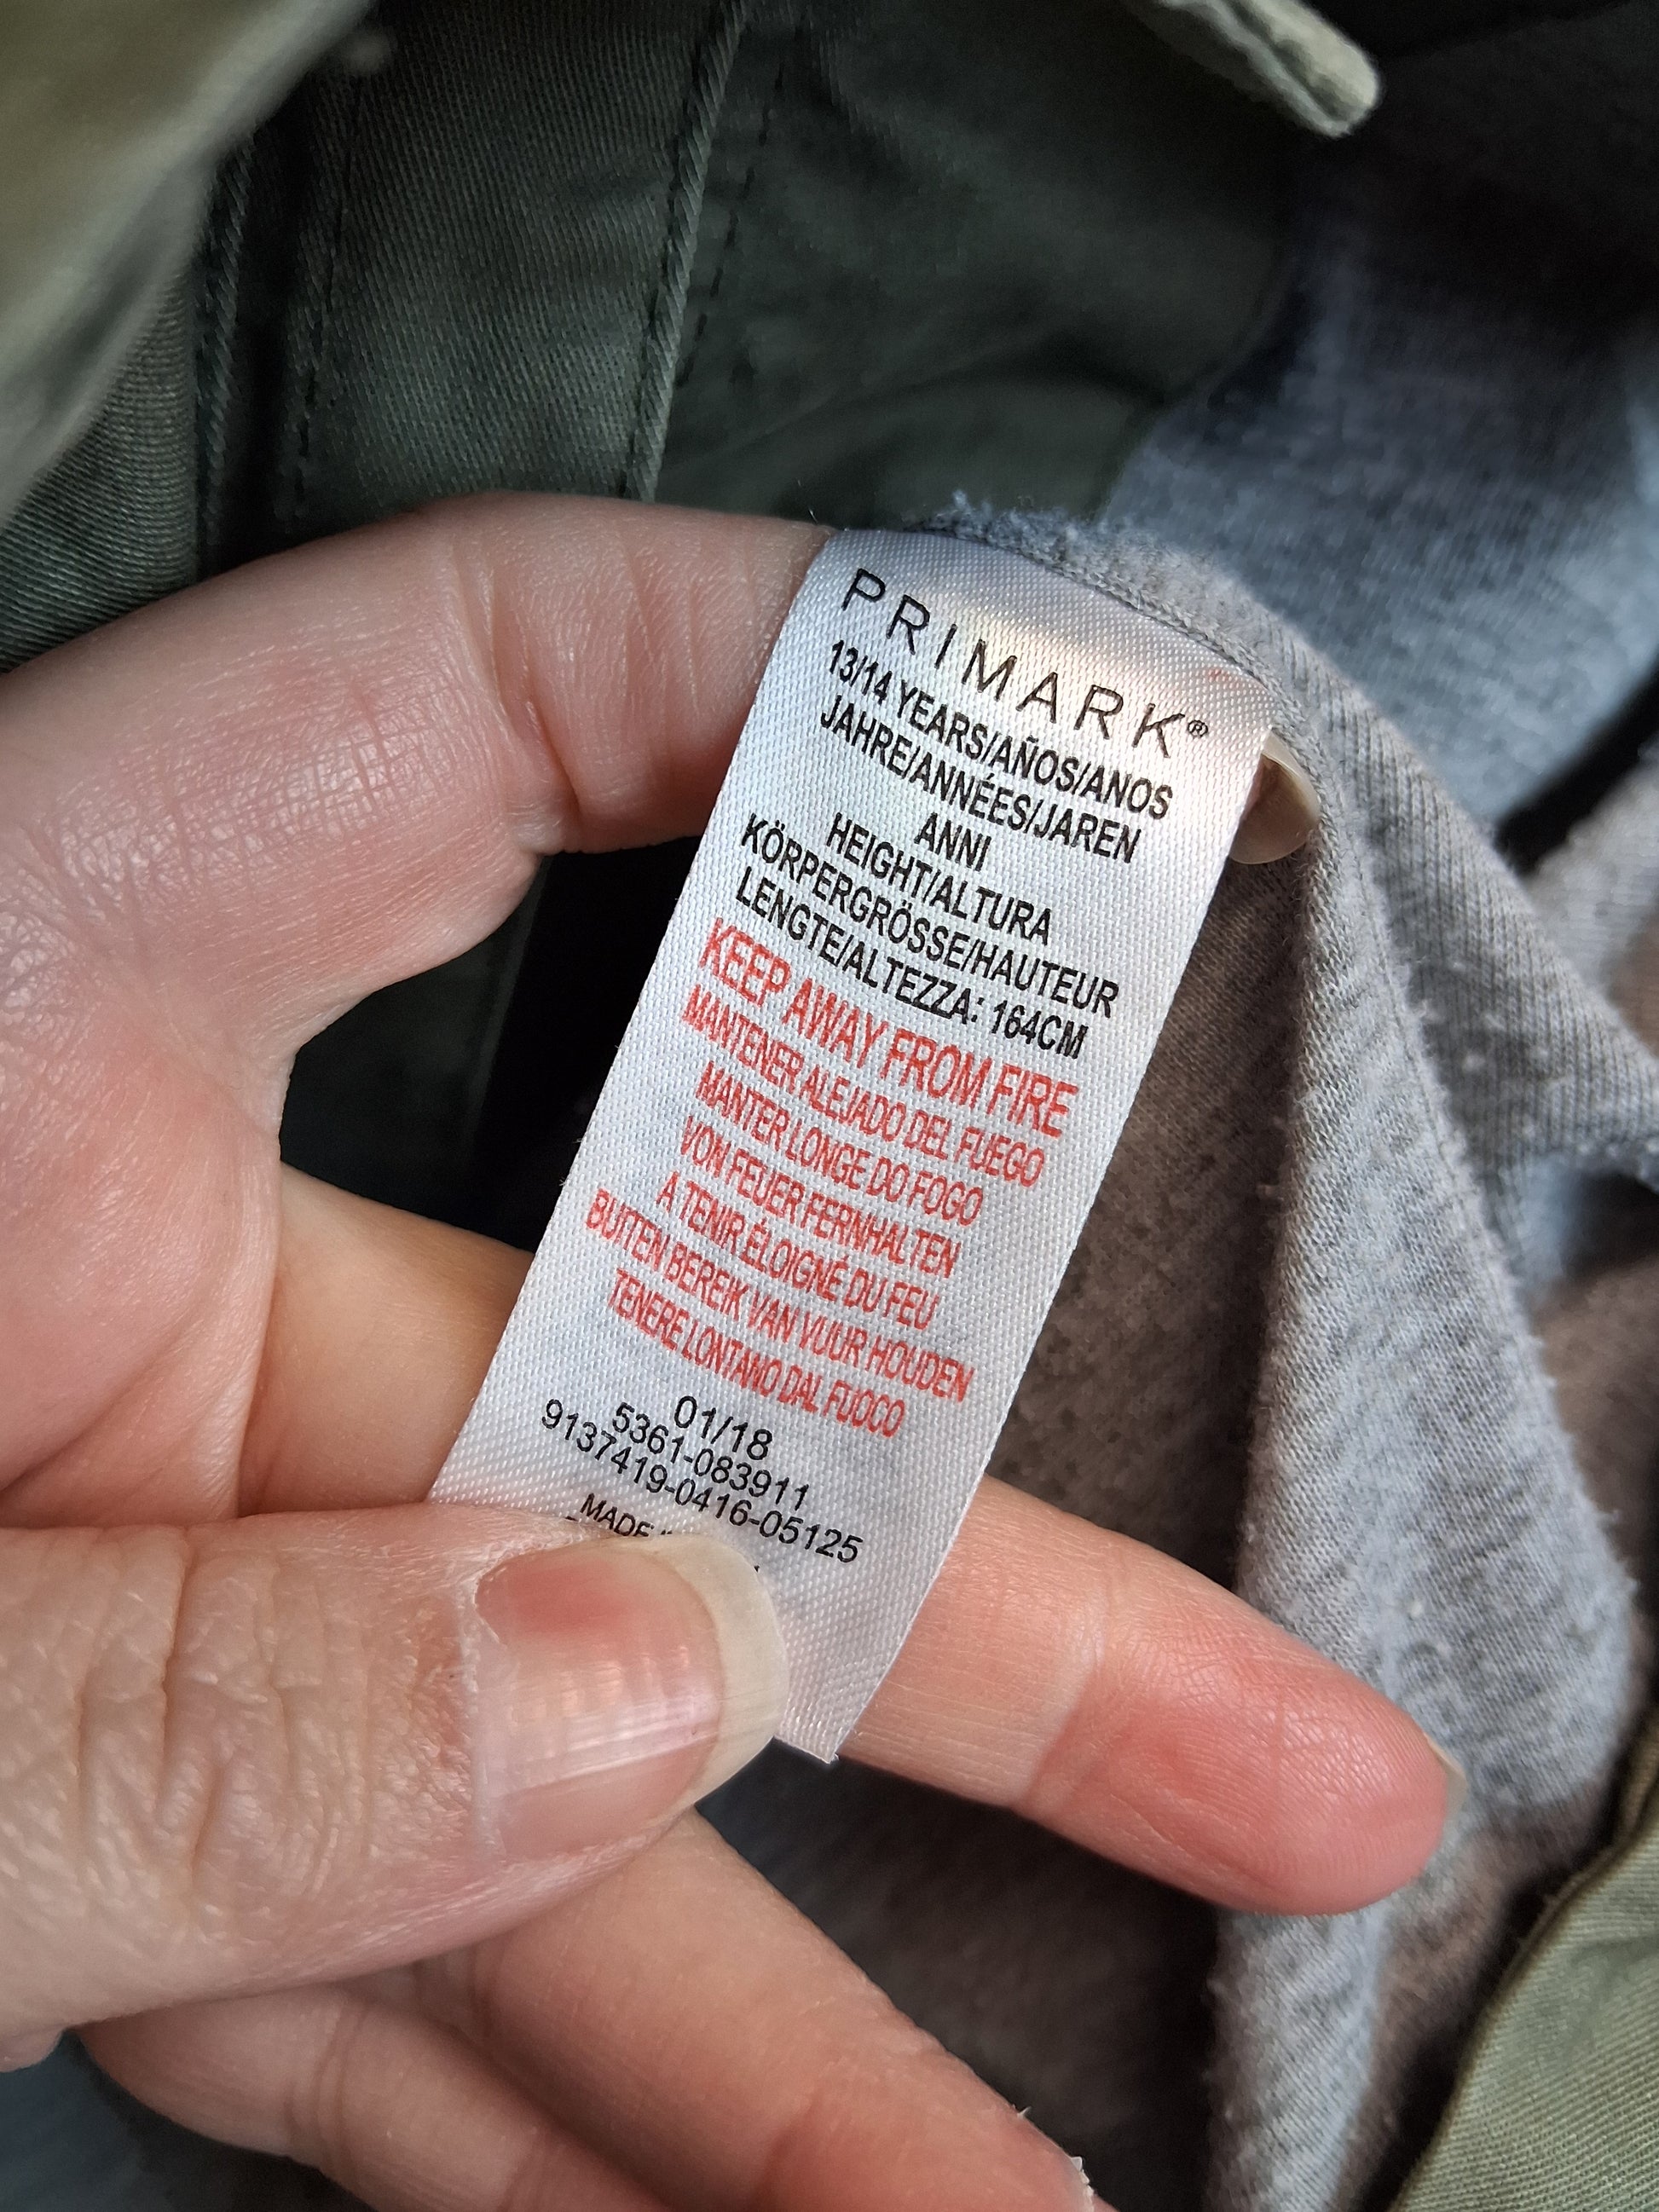 PRIMARK®
13/14 YEARS/AÑOS/ANOS
JAHRE/ANNÉES/JAREN
ANNI
HEIGHT/ALTURA
KÖRPERGRÖSSE/HAUTEUR
LENGTE/ALTEZZA: 164CM
KEEP AWAY FROM FIRE
MANTENER ALEJADO DEL FUEGO
MANTER LONGE DO FOGO
VON FEUER FERNHALTEN
A TENIR ÉLOIGNÉ DU FEU
BUITEN BEREIK VAN VUUR HOUDEN
TENERE LONTANO DAL FUOCO
01/18
5361-083911
9137419-0416-05125
MADE